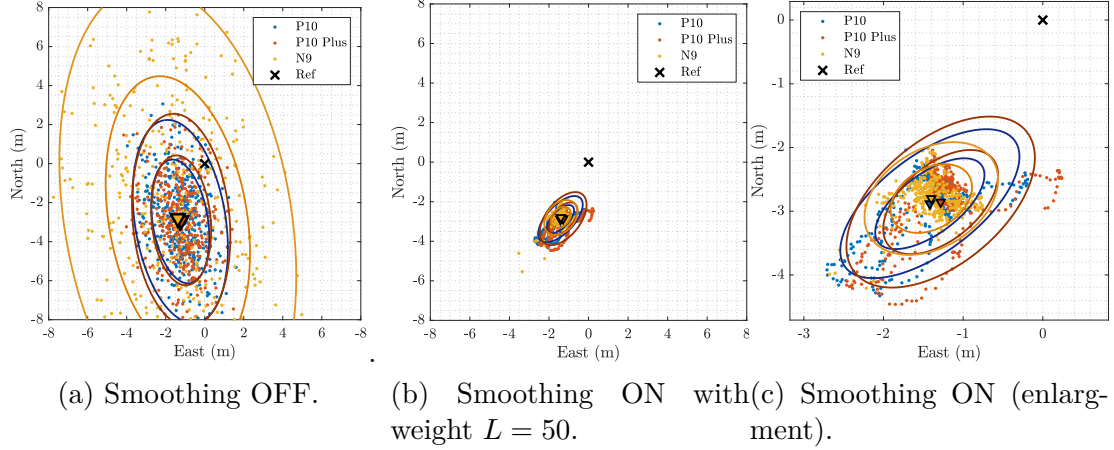 P10
P10 Plus
N9
Ref
North (m)
8
6
4
2
0
-2
-4
-6
-8
-8
-6
-4
-2
0
2
4
6
8
East (m)
P10
P10 Plus
N9
Ref
North (m)
8
6
4
2
0
-2
-4
-6
-8
-8
-6
-4
-2
0
2
4
6
8
East (m)
P10
P10 Plus
N9
Ref
North (m)
0
-1
-2
-3
-4
-3
-2
-1
0
East (m)
.
(a) Smoothing OFF.
(b) Smoothing ON with
weight L = 50.
(c) Smoothing ON (enlarg-
ment).